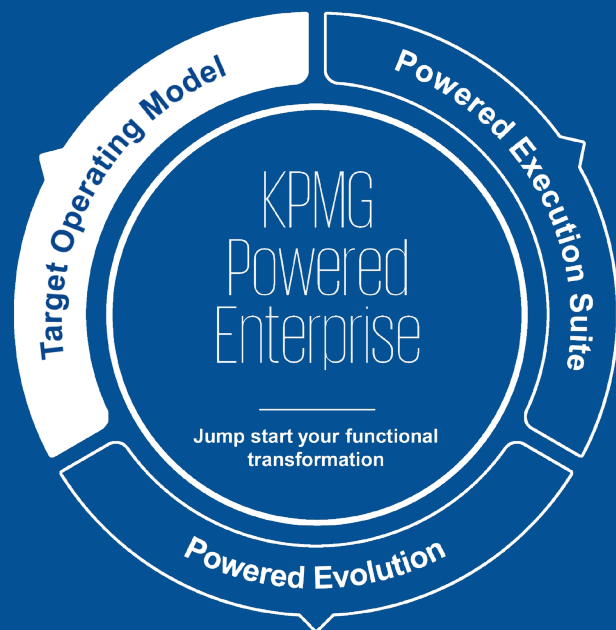 Target Operating Model
Powered Execution Suite
KPMG
Powered
Enterprise
Jump start your functional
transformation
Powered Evolution